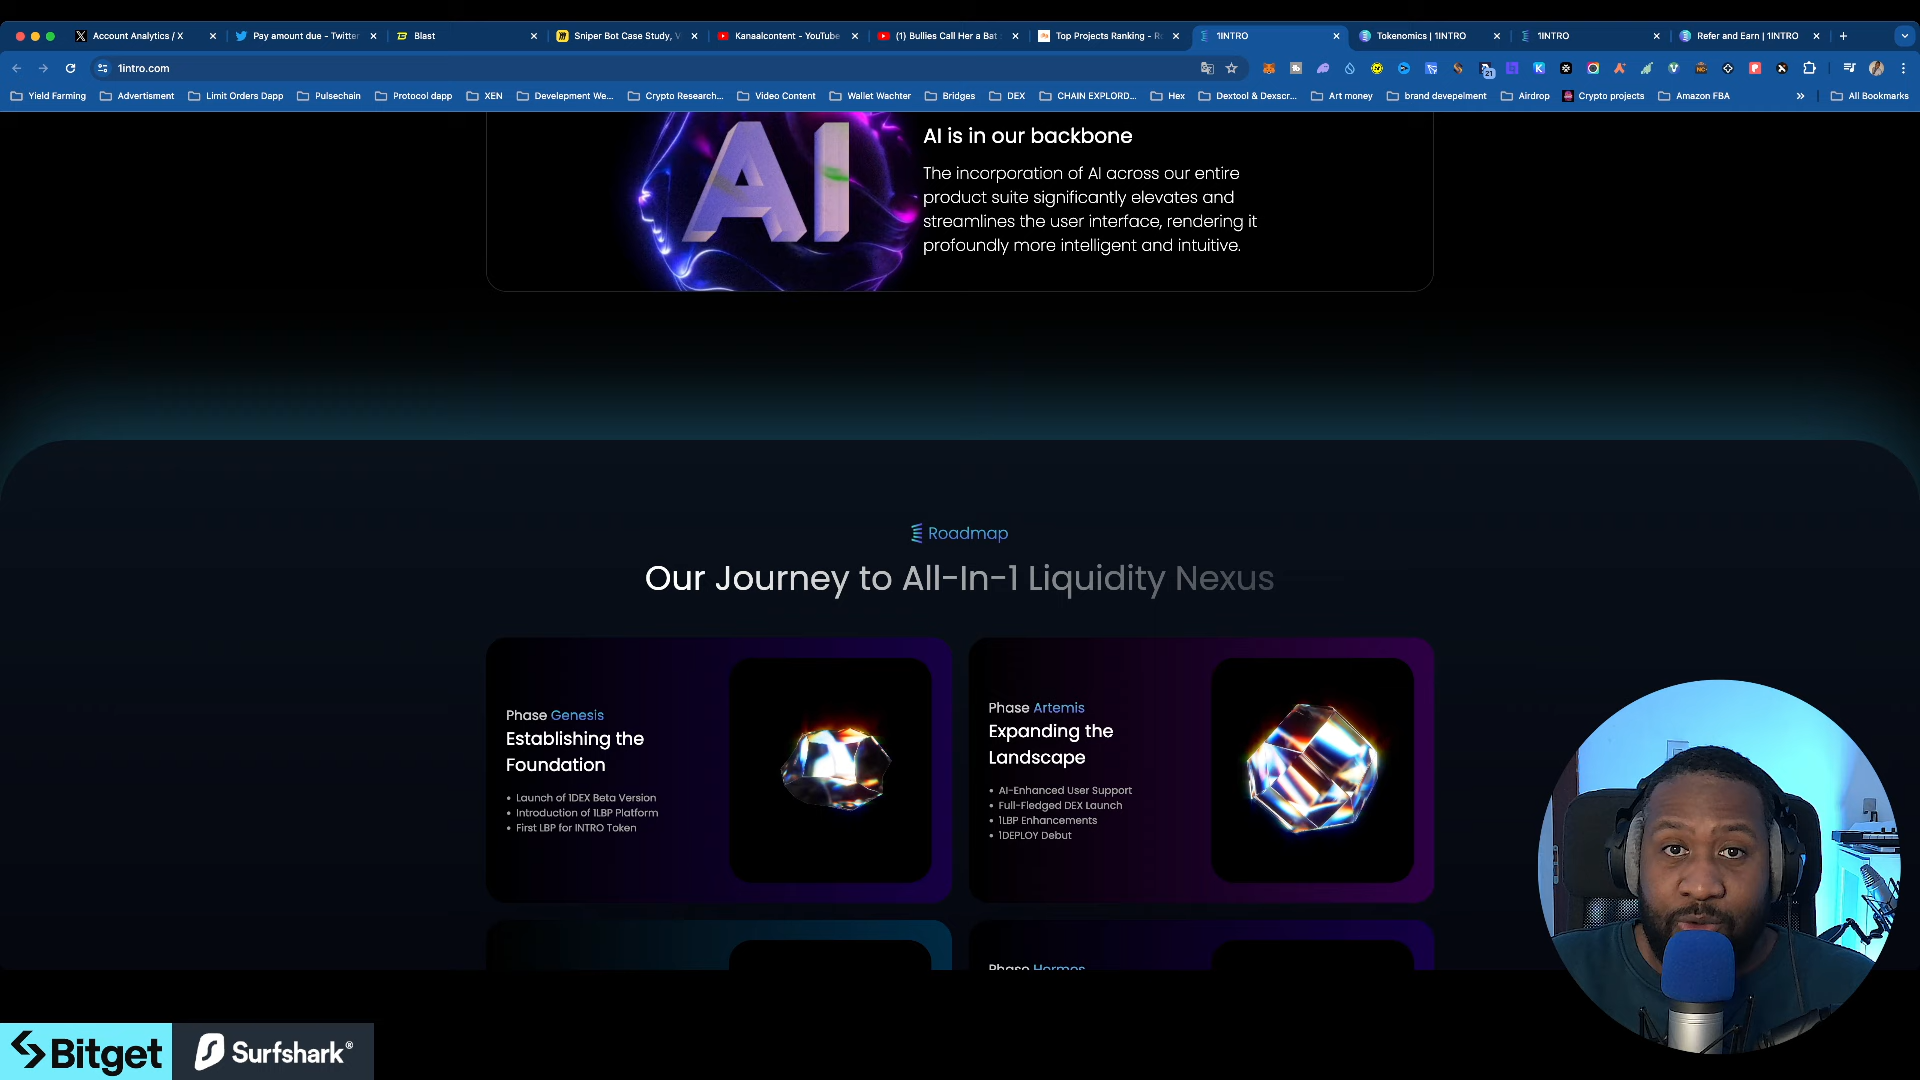 Account Analytics / X
Pay amount due - Twitter
Blast
Sniper Bot Case Study, V
Kanaalcontent - YouTube
(1) Bullies Call Her a Bat
Top Projects Ranking - Ro
1INTRO
Tokenomics | 1INTRO
1INTRO
Refer and Earn | 1INTRO
1intro.com
21
Yield Farming
Advertisment
Limit Orders Dapp
Pulsechain
Protocol dapp
XEN
Develepment We...
Crypto Research...
Video Content
Wallet Wachter
Bridges
DEX
CHAIN EXPLORD...
Hex
Dextool & Dexscr...
Art money
brand devepelment
Airdrop
Crypto projects
Amazon FBA
»
All Bookmarks
AI
AI is in our backbone
The incorporation of AI across our entire
product suite significantly elevates and
streamlines the user interface, rendering it
profoundly more intelligent and intuitive.
Roadmap
Our Journey to All-In-1 Liquidity Nexus
Phase Genesis
Establishing the
Foundation
• Launch of 1DEX Beta Version
• Introduction of 1LBP Platform
• First LBP for INTRO Token
Phase Artemis
Expanding the
Landscape
• AI-Enhanced User Support
• Full-Fledged DEX Launch
• 1LBP Enhancements
• 1DEPLOY Debut
Phase Hermes
Bitget
Surfshark®